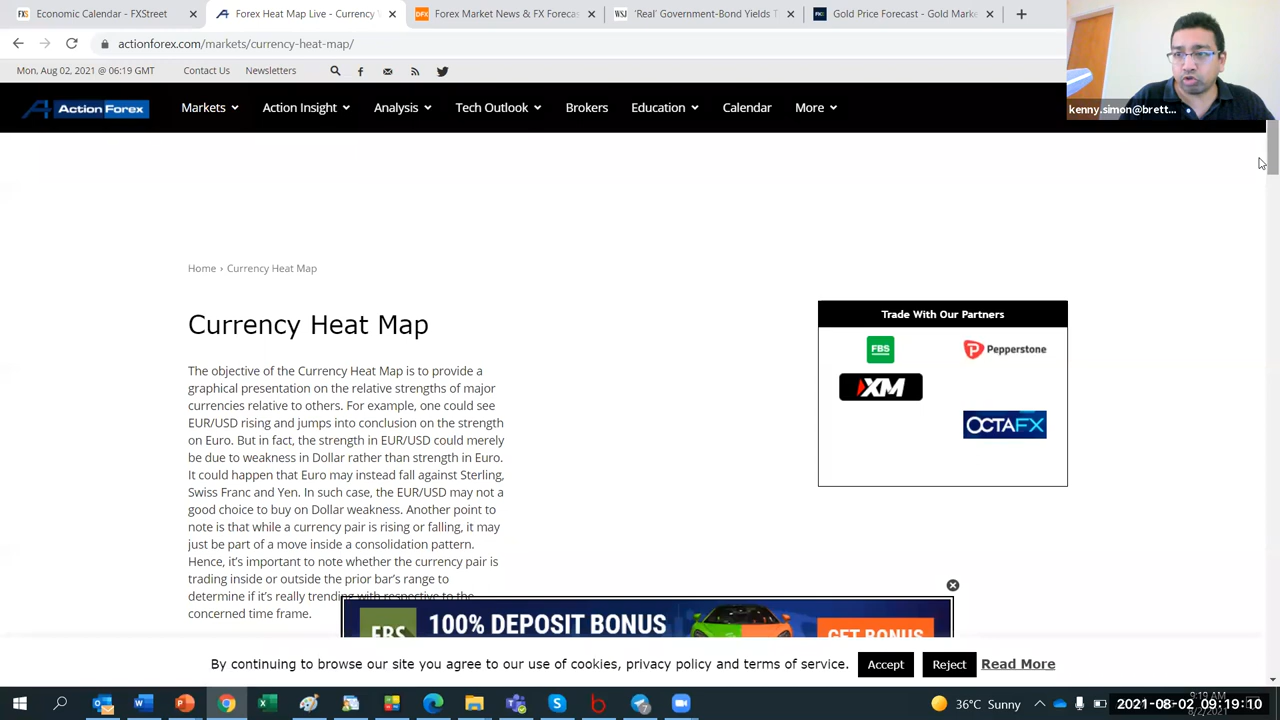 Economic Calendar - FXStreet
Forex Heat Map Live - Currency
Forex Market News & FX Forecas
'Real' Government-Bond Yields T
Gold Price Forecast - Gold Marke
actionforex.com/markets/currency-heat-map/
Mon, Aug 02, 2021 @ 06:19 GMT
Contact Us
Newsletters
Action Forex
Markets
Action Insight
Analysis
Tech Outlook
Brokers
Education
Calendar
More
kenny.simon@brett...
Home › Currency Heat Map
Currency Heat Map
The objective of the Currency Heat Map is to provide a
graphical presentation on the relative strengths of major
currencies relative to others. For example, one could see
EUR/USD rising and jumps into conclusion on the strength
on Euro. But in fact, the strength in EUR/USD could merely
be due to weakness in Dollar rather than strength in Euro.
It could happen that Euro may instead fall against Sterling,
Swiss Franc and Yen. In such case, the EUR/USD may not a
good choice to buy on Dollar weakness. Another point to
note is that while a currency pair is rising or falling, it may
just be part of a move inside a consolidation pattern.
Hence, it's important to note whether the currency pair is
trading inside or outside the prior bar's range to
determine if it's really trending with respective to the
concerned time frame.
Trade With Our Partners
FBS
Pepperstone
XM
OCTAFX
FBS
100% DEPOSIT BONUS
GET BONUS
By continuing to browse our site you agree to our use of cookies, privacy policy and terms of service.
Accept
Reject
Read More
36°C Sunny
9:19 AM
8/2/2021
2021-08-02 09:19:10